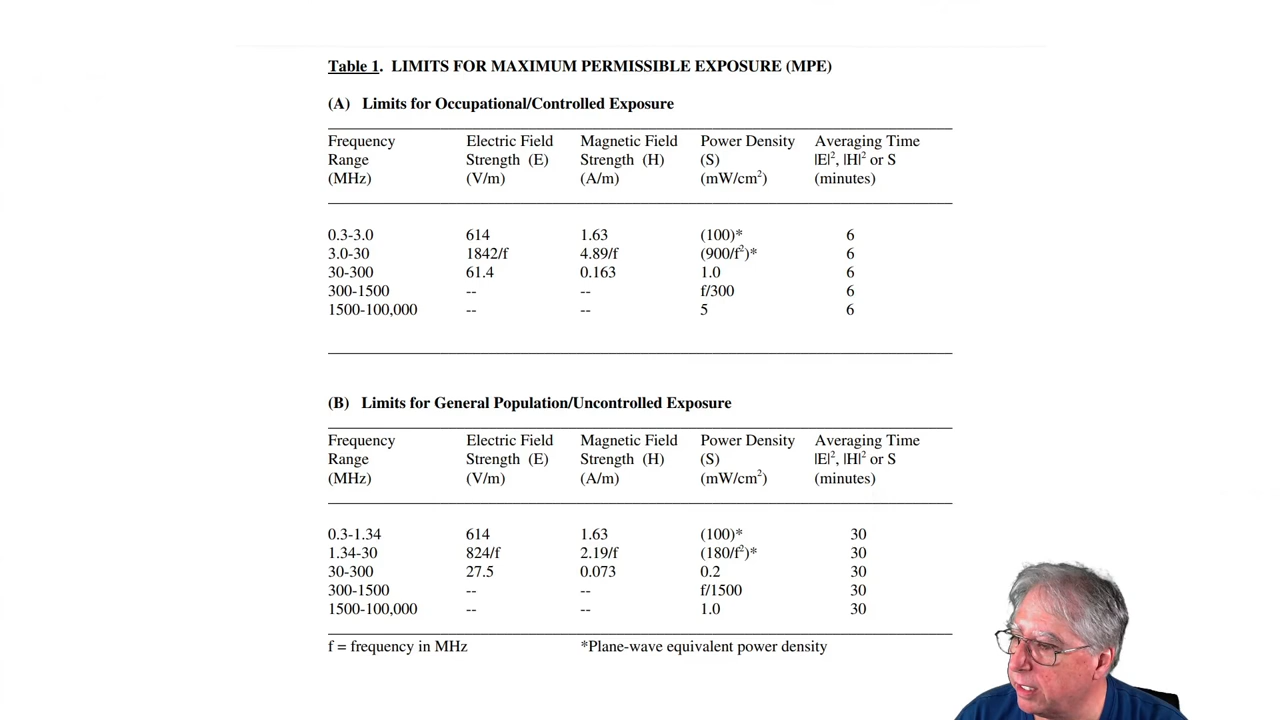 Table 1. LIMITS FOR MAXIMUM PERMISSIBLE EXPOSURE (MPE)
(A) Limits for Occupational/Controlled Exposure
Frequency Electric Field Magnetic Field Power Density Averaging Time
Range Strength (E) Strength (H) (S) |E|², |H|² or S
(MHz) (V/m) (A/m) (mW/cm²) (minutes)
0.3-3.0 614 1.63 (100)* 6
3.0-30 1842/f 4.89/f (900/f²)* 6
30-300 61.4 0.163 1.0 6
300-1500 -- -- f/300 6
1500-100,000 -- -- 5 6
(B) Limits for General Population/Uncontrolled Exposure
Frequency Electric Field Magnetic Field Power Density Averaging Time
Range Strength (E) Strength (H) (S) |E|², |H|² or S
(MHz) (V/m) (A/m) (mW/cm²) (minutes)
0.3-1.34 614 1.63 (100)* 30
1.34-30 824/f 2.19/f (180/f²)* 30
30-300 27.5 0.073 0.2 30
300-1500 -- -- f/1500 30
1500-100,000 -- -- 1.0 30
f = frequency in MHz *Plane-wave equivalent power density